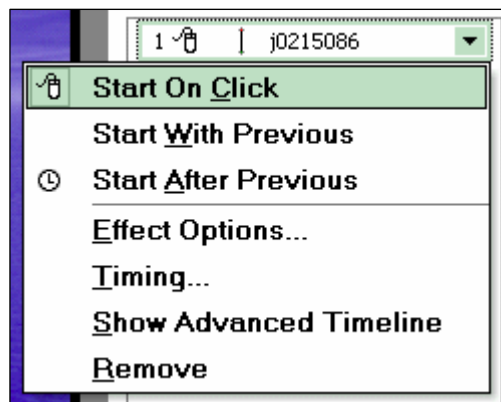 1 j0215086
Start On Click
Start With Previous
Start After Previous
Effect Options...
Timing...
Show Advanced Timeline
Remove